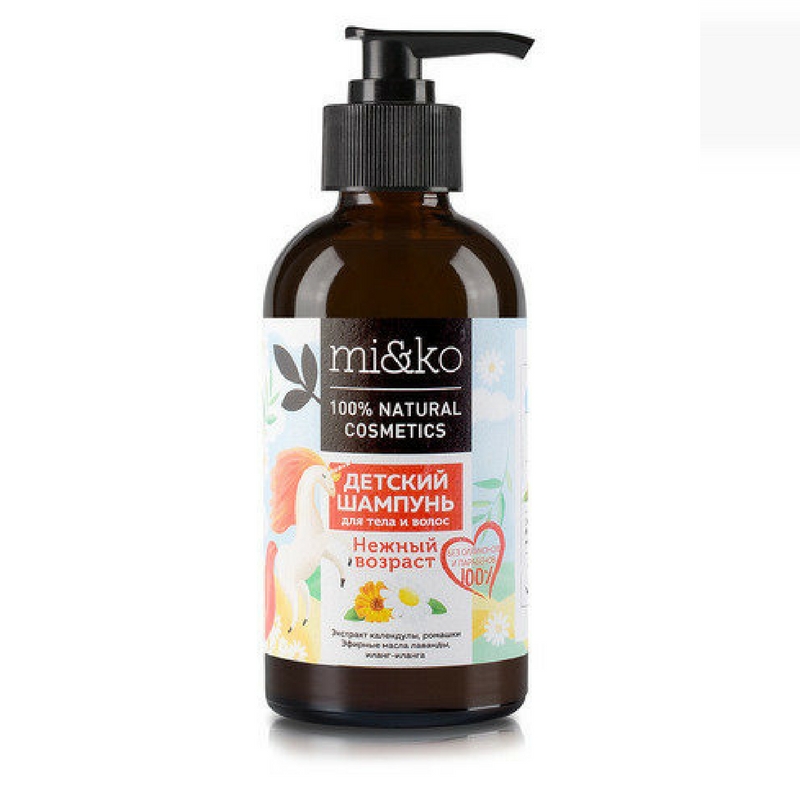 mi&ko
100% NATURAL
COSMETICS
ДЕТСКИЙ
ШАМПУНЬ
для тела и волос
Нежный
возраст
И ПАРАБЕНОВ
100%
Экстракт календулы, ромашки
Эфирные масла лаванды,
иланг-иланга